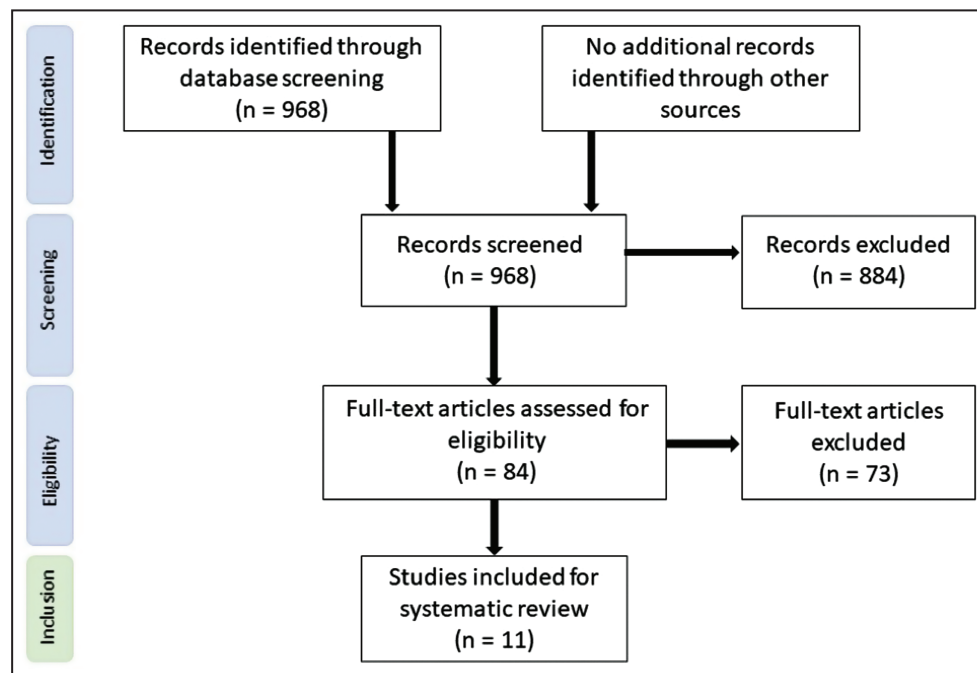 Identification
Records identified through
database screening
(n = 968)
No additional records
identified through other
sources
Screening
Records screened
(n = 968)
Records excluded
(n = 884)
Eligibility
Full-text articles assessed for
eligibility
(n = 84)
Full-text articles
excluded
(n = 73)
Inclusion
Studies included for
systematic review
(n = 11)